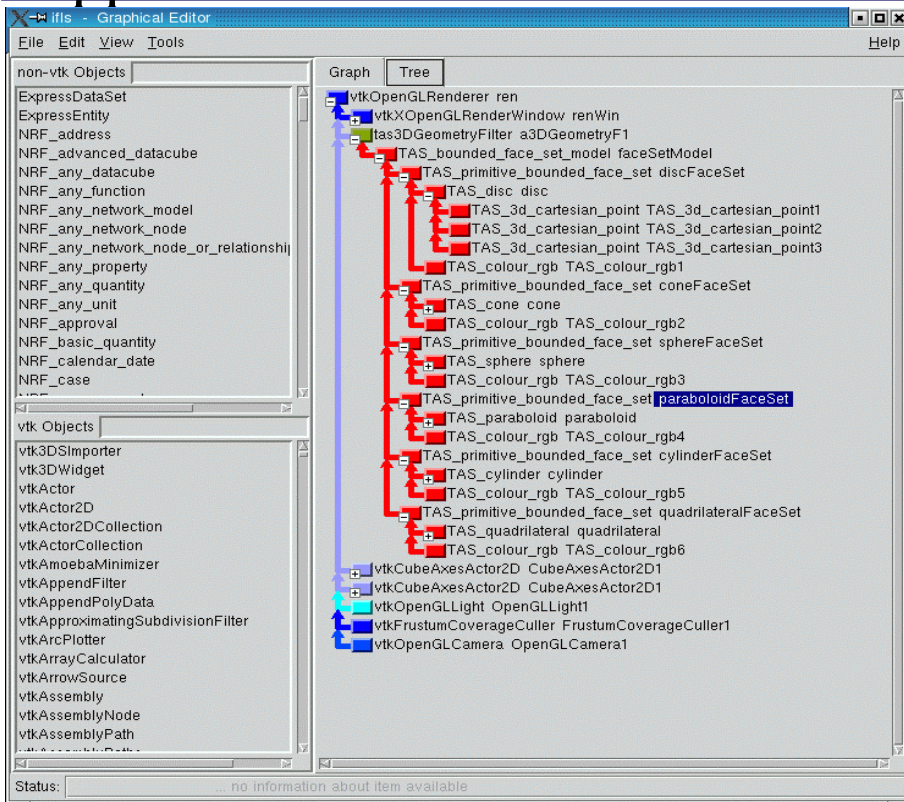 ifls - Graphical Editor
File Edit View Tools Help
non-vtk Objects
ExpressDataSet
ExpressEntity
NRF_address
NRF_advanced_datacube
NRF_any_datacube
NRF_any_function
NRF_any_network_model
NRF_any_network_node
NRF_any_network_node_or_relationshi
NRF_any_property
NRF_any_quantity
NRF_any_unit
NRF_approval
NRF_basic_quantity
NRF_calendar_date
NRF_case
vtk Objects
vtk3DSImporter
vtk3DWidget
vtkActor
vtkActor2D
vtkActor2DCollection
vtkActorCollection
vtkAmoebaMinimizer
vtkAppendFilter
vtkAppendPolyData
vtkApproximatingSubdivisionFilter
vtkArcPlotter
vtkArrayCalculator
vtkArrowSource
vtkAssembly
vtkAssemblyNode
vtkAssemblyPath
Graph Tree
vtkOpenGLRenderer ren
vtkXOpenGLRenderWindow renWin
tas3DGeometryFilter a3DGeometryF1
TAS_bounded_face_set_model faceSetModel
TAS_primitive_bounded_face_set discFaceSet
TAS_disc disc
TAS_3d_cartesian_point TAS_3d_cartesian_point1
TAS_3d_cartesian_point TAS_3d_cartesian_point2
TAS_3d_cartesian_point TAS_3d_cartesian_point3
TAS_colour_rgb TAS_colour_rgb1
TAS_primitive_bounded_face_set coneFaceSet
TAS_cone cone
TAS_colour_rgb TAS_colour_rgb2
TAS_primitive_bounded_face_set sphereFaceSet
TAS_sphere sphere
TAS_colour_rgb TAS_colour_rgb3
TAS_primitive_bounded_face_set paraboloidFaceSet
TAS_paraboloid paraboloid
TAS_colour_rgb TAS_colour_rgb4
TAS_primitive_bounded_face_set cylinderFaceSet
TAS_cylinder cylinder
TAS_colour_rgb TAS_colour_rgb5
TAS_primitive_bounded_face_set quadrilateralFaceSet
TAS_quadrilateral quadrilateral
TAS_colour_rgb TAS_colour_rgb6
vtkCubeAxesActor2D CubeAxesActor2D1
vtkCubeAxesActor2D CubeAxesActor2D1
vtkOpenGLLight OpenGLLight1
vtkFrustumCoverageCuller FrustumCoverageCuller1
vtkOpenGLCamera OpenGLCamera1
Status: ... no information about item available